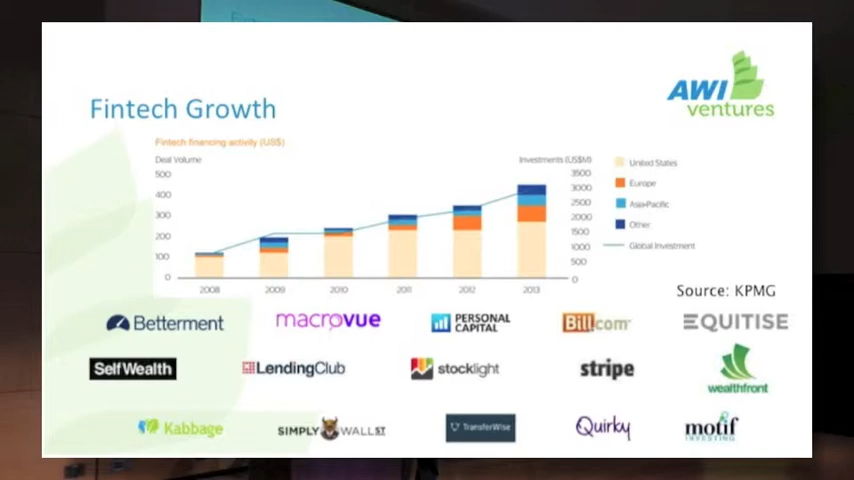 AWI
ventures
Fintech Growth
Fintech financing activity (US$)
Deal Volume
Investments (US$M)
500
400
300
200
100
0
3500
3000
2500
2000
1500
1000
500
0
2008
2009
2010
2011
2012
2013
United States
Europe
Asia-Pacific
Other
Global Investment
Source: KPMG
Betterment
macrovue
PERSONAL
CAPITAL
Bill.com
EQUITISE
SelfWealth
LendingClub
stocklight
stripe
wealthfront
Kabbage
SIMPLY WALLST
TransferWise
Quirky
motif
INVESTING